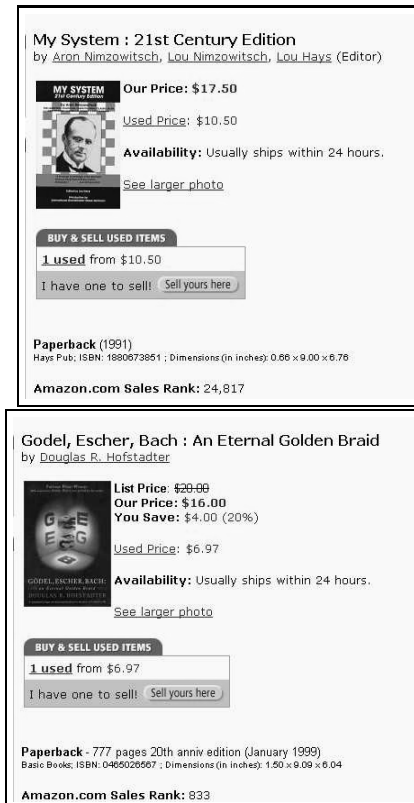 My System : 21st Century Edition
by Aron Nimzowitsch, Lou Nimzowitsch, Lou Hays (Editor)
MY SYSTEM
21st Century Edition
Our Price: $17.50
Used Price: $10.50
Availability: Usually ships within 24 hours.
See larger photo
BUY & SELL USED ITEMS
1 used from $10.50
I have one to sell! Sell yours here
Paperback (1991)
Hays Pub; ISBN: 1880673851 ; Dimensions (in inches): 0.66 x 9.00 x 6.76
Amazon.com Sales Rank: 24,817
Godel, Escher, Bach : An Eternal Golden Braid
by Douglas R. Hofstadter
GÖDEL, ESCHER, BACH:
an Eternal Golden Braid
DOUGLAS R. HOFSTADTER
List Price: $20.00
Our Price: $16.00
You Save: $4.00 (20%)
Used Price: $6.97
Availability: Usually ships within 24 hours.
See larger photo
BUY & SELL USED ITEMS
1 used from $6.97
I have one to sell! Sell yours here
Paperback - 777 pages 20th anniv edition (January 1999)
Basic Books; ISBN: 0465026567 ; Dimensions (in inches): 1.50 x 9.09 x 6.04
Amazon.com Sales Rank: 833